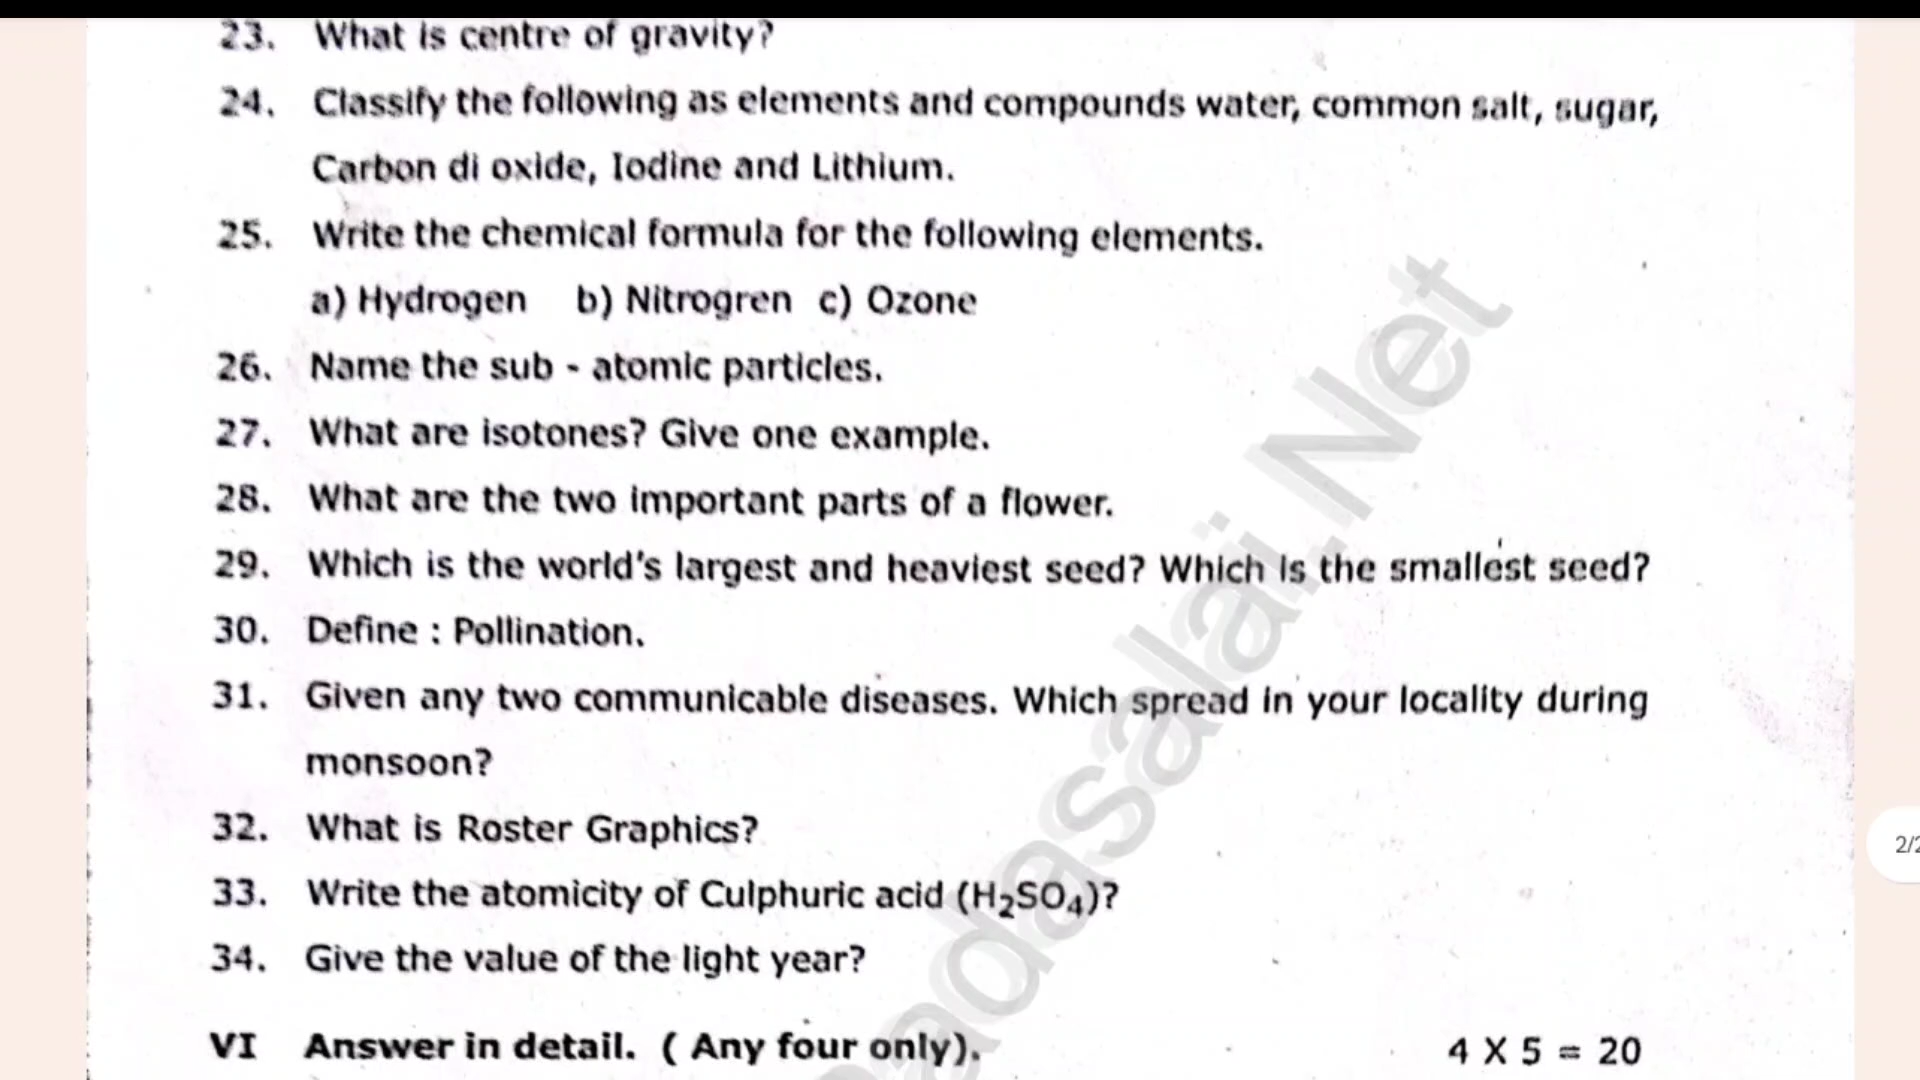 23. What is centre of gravity?
24. Classify the following as elements and compounds water, common salt, sugar,
Carbon di oxide, Iodine and Lithium.
25. Write the chemical formula for the following elements.
a) Hydrogen b) Nitrogren c) Ozone
26. Name the sub - atomic particles.
27. What are isotones? Give one example.
28. What are the two important parts of a flower.
29. Which is the world's largest and heaviest seed? Which is the smallest seed?
30. Define : Pollination.
31. Given any two communicable diseases. Which spread in your locality during
monsoon?
32. What is Roster Graphics?
33. Write the atomicity of Culphuric acid (H₂SO₄)?
34. Give the value of the light year?
VI Answer in detail. ( Any four only). 4 X 5 = 20
Padasalai.Net
2/2